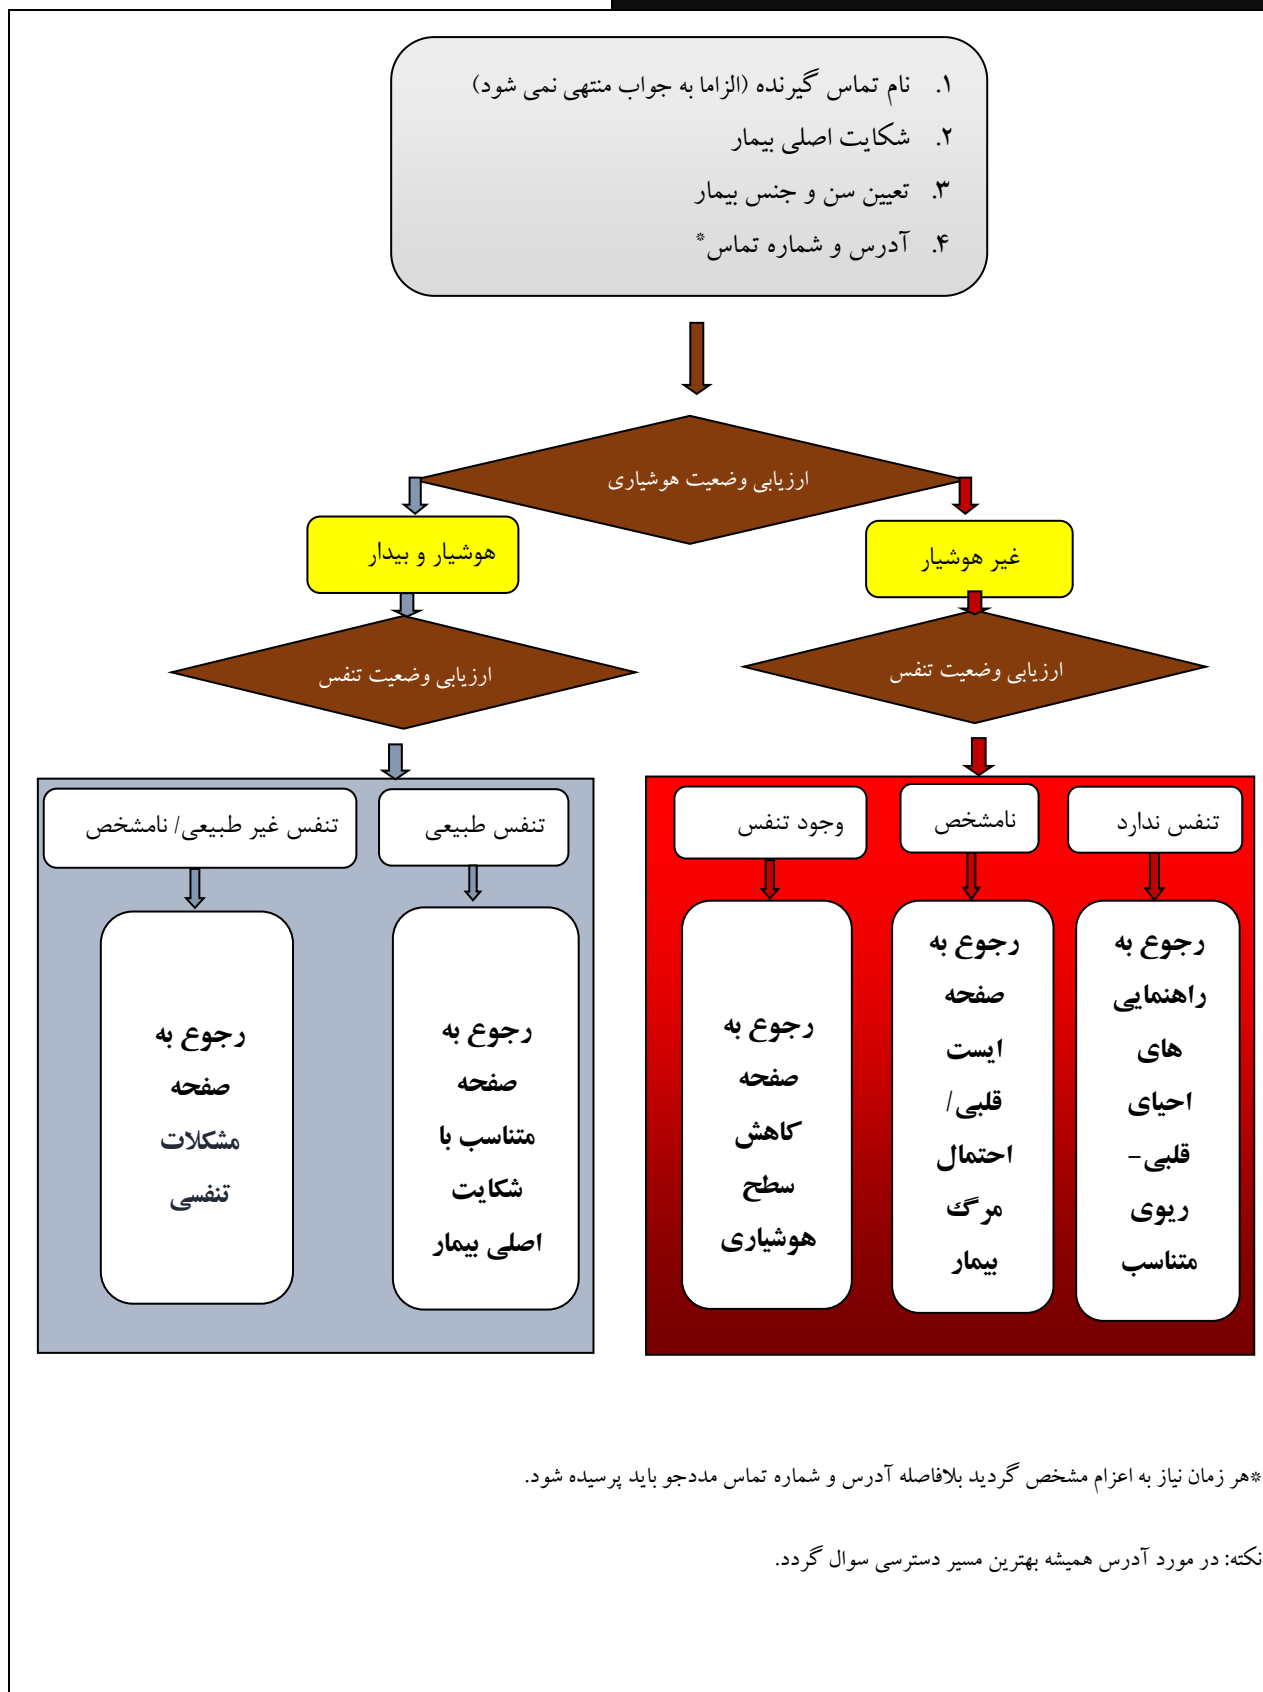 ۱. نام تماس گیرنده (الزاما به جواب منتهی نمی شود)
۲. شکایت اصلی بیمار
۳. تعیین سن و جنس بیمار
۴. آدرس و شماره تماس*
ارزیابی وضعیت هوشیاری
غیر هوشیار
هوشیار و بیدار
ارزیابی وضعیت تنفس
ارزیابی وضعیت تنفس
تنفس ندارد
نامشخص
وجود تنفس
تنفس طبیعی
تنفس غیر طبیعی/ نامشخص
رجوع به
راهنمایی
های
احیای
قلبی-
ریوی
متناسب
رجوع به
صفحه
ایست
قلبی/
احتمال
مرگ
بیمار
رجوع به
صفحه
کاهش
سطح
هوشیاری
رجوع به
صفحه
متناسب با
شکایت
اصلی بیمار
رجوع به
صفحه
مشکلات
تنفسی
*هر زمان نیاز به اعزام مشخص گردید بلافاصله آدرس و شماره تماس مددجو باید پرسیده شود.
نکته: در مورد آدرس همیشه بهترین مسیر دسترسی سوال گردد.